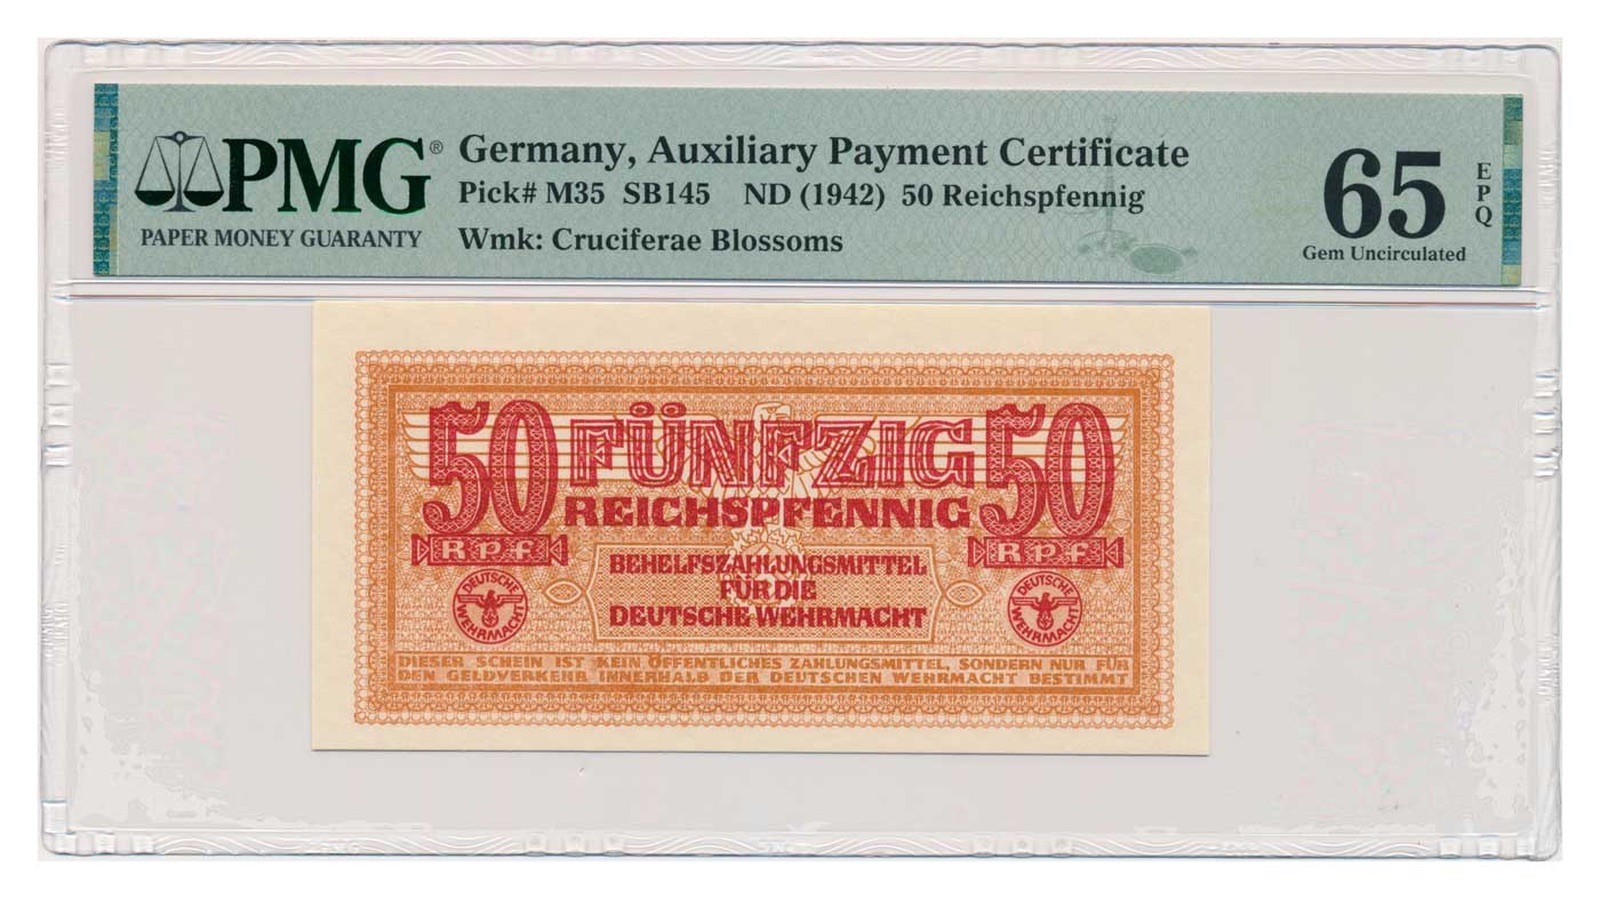 PMG®
PAPER MONEY GUARANTY
Germany, Auxiliary Payment Certificate
Pick# M35 SB145 ND (1942) 50 Reichspfennig
Wmk: Cruciferae Blossoms
65
EPQ
Gem Uncirculated
50 FÜNFZIG 50
REICHSPFENNIG
Rpf Rpf
BEHELFSZAHLUNGSMITTEL
FÜR DIE
DEUTSCHE WEHRMACHT
DEUTSCHE WEHRMACHT
DEUTSCHE WEHRMACHT
DIESER SCHEIN IST KEIN ÖFFENTLICHES ZAHLUNGSMITTEL, SONDERN NUR FÜR
DEN GELDVERKEHR INNERHALB DER DEUTSCHEN WEHRMACHT BESTIMMT